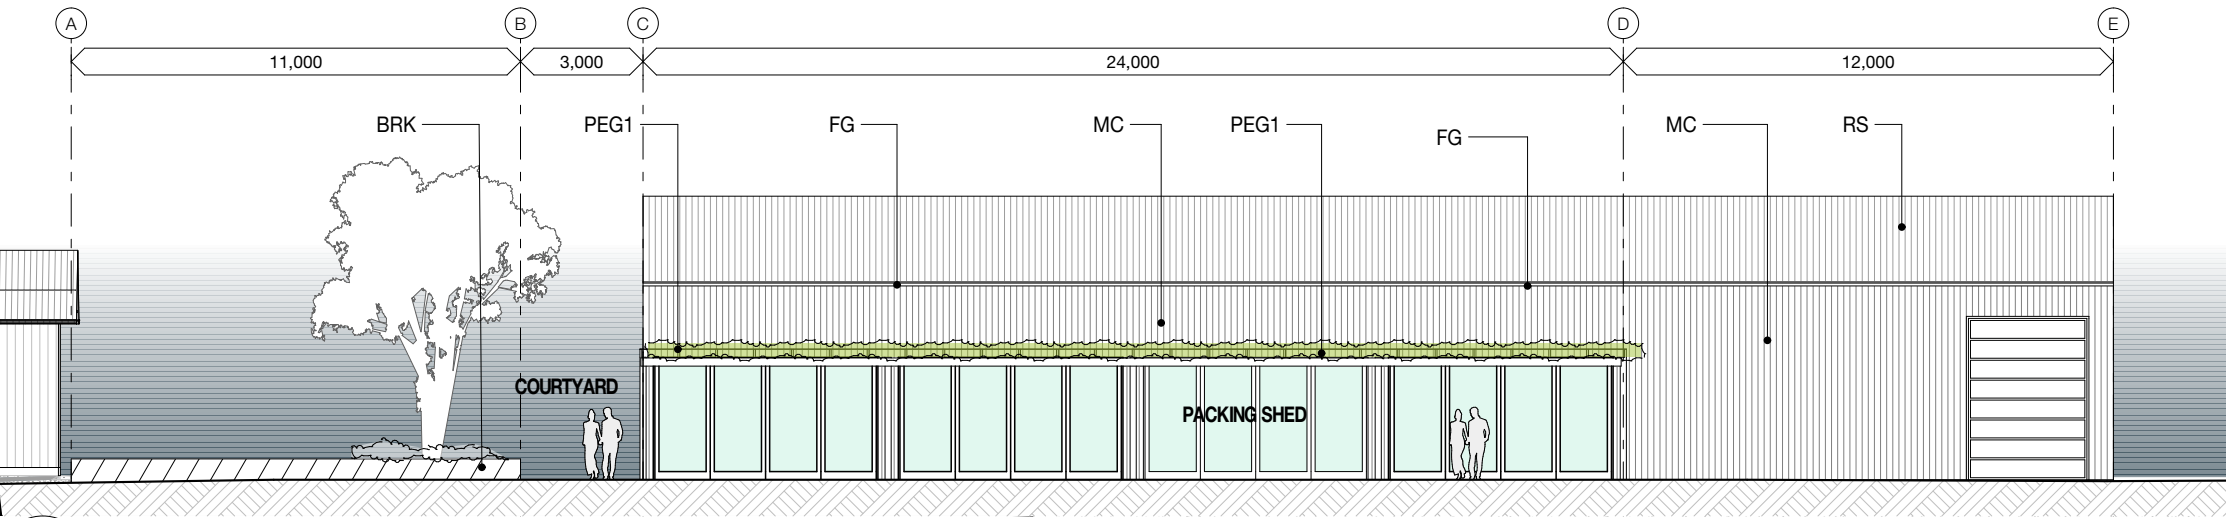 A B C D E
11,000 3,000 24,000 12,000
BRK PEG1 FG MC PEG1 FG MC RS
COURTYARD
PACKING SHED